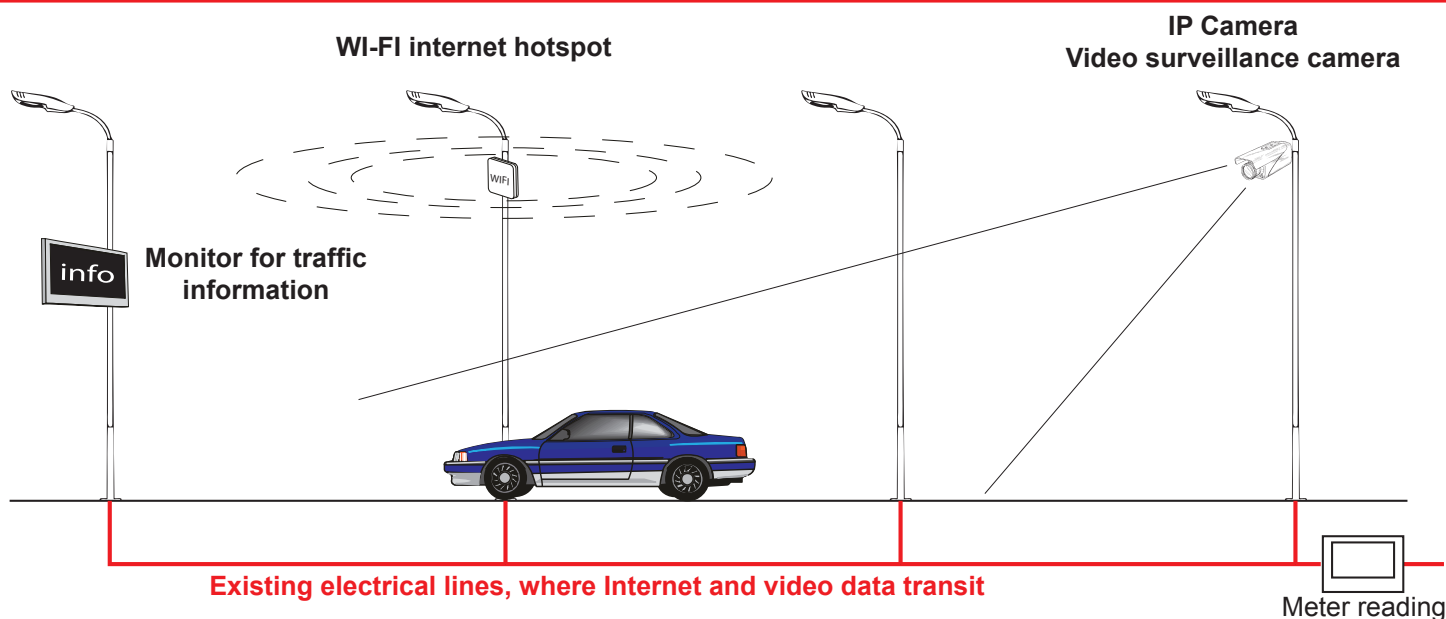 WI-FI internet hotspot
IP Camera
Video surveillance camera
WIFI
info
Monitor for traffic
information
Existing electrical lines, where Internet and video data transit
Meter reading